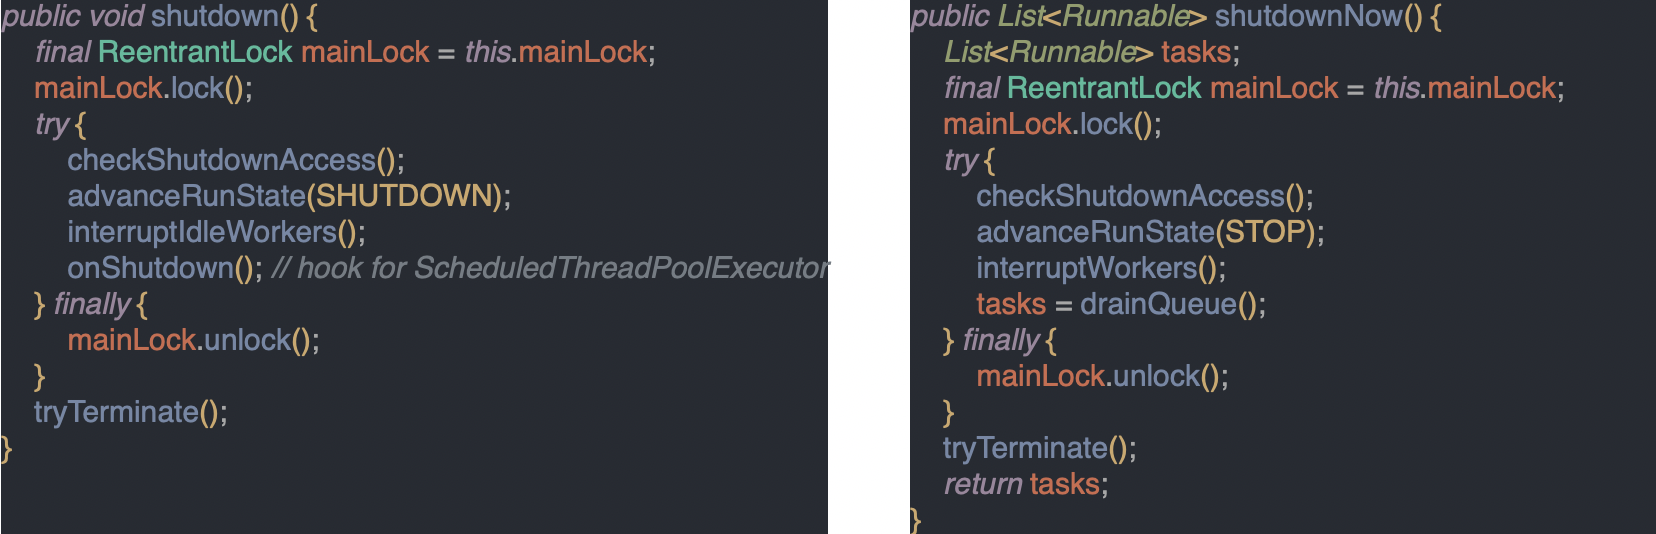 public void shutdown() {
    final ReentrantLock mainLock = this.mainLock;
    mainLock.lock();
    try {
        checkShutdownAccess();
        advanceRunState(SHUTDOWN);
        interruptIdleWorkers();
        onShutdown(); // hook for ScheduledThreadPoolExecutor
    } finally {
        mainLock.unlock();
    }
    tryTerminate();
}
public List<Runnable> shutdownNow() {
    List<Runnable> tasks;
    final ReentrantLock mainLock = this.mainLock;
    mainLock.lock();
    try {
        checkShutdownAccess();
        advanceRunState(STOP);
        interruptWorkers();
        tasks = drainQueue();
    } finally {
        mainLock.unlock();
    }
    tryTerminate();
    return tasks;
}